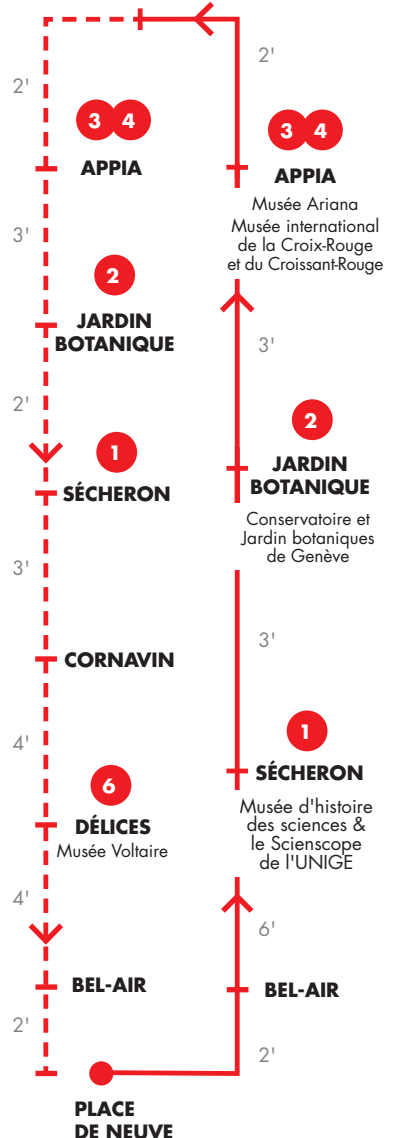 2'
3 4
APPIA
3'
2
JARDIN
BOTANIQUE
2'
1
SÉCHERON
3'
CORNAVIN
4'
6
DÉLICES
Musée Voltaire
4'
BEL-AIR
2'
PLACE
DE NEUVE
2'
3 4
APPIA
Musée Ariana
Musée international
de la Croix-Rouge
et du Croissant-Rouge
3'
2
JARDIN
BOTANIQUE
Conservatoire et
Jardin botaniques
de Genève
3'
1
SÉCHERON
Musée d'histoire
des sciences &
le Scienscope
de l'UNIGE
6'
BEL-AIR
2'